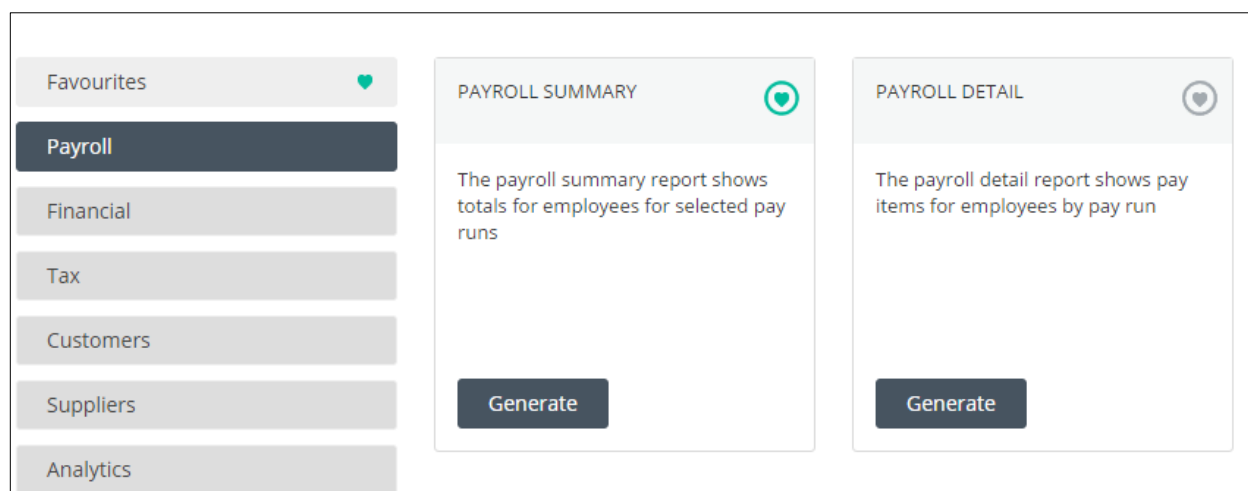 Favourites
Payroll
Financial
Tax
Customers
Suppliers
Analytics
PAYROLL SUMMARY
The payroll summary report shows
totals for employees for selected pay
runs
Generate
PAYROLL DETAIL
The payroll detail report shows pay
items for employees by pay run
Generate